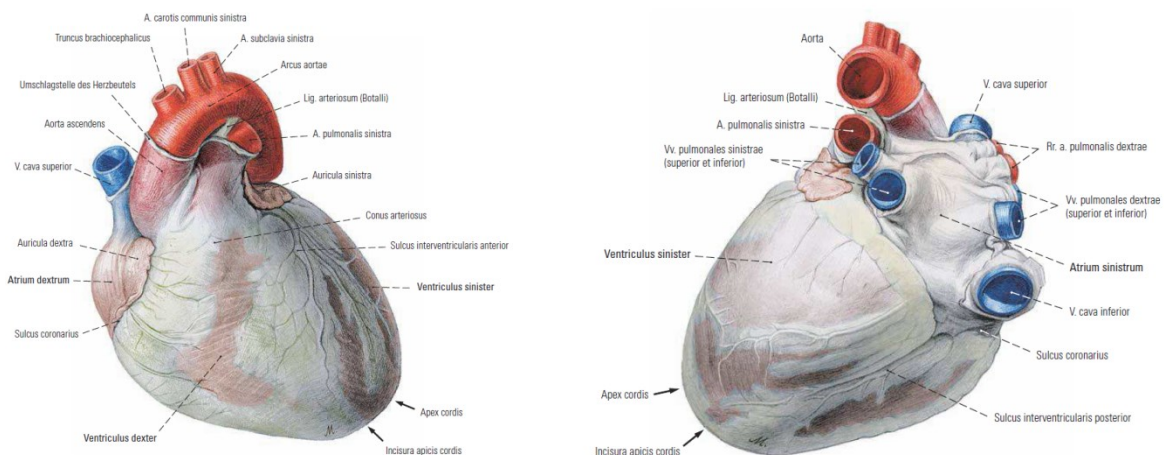 A. carotis communis sinistra
Truncus brachiocephalicus
A. subclavia sinistra
Arcus aortae
Umschlagstelle des Herzbeutels
Lig. arteriosum (Botalli)
Aorta ascendens
A. pulmonalis sinistra
V. cava superior
Auricula sinistra
Conus arteriosus
Auricula dextra
Sulcus interventricularis anterior
Atrium dextrum
Ventriculus sinister
Sulcus coronarius
Apex cordis
Ventriculus dexter
Incisura apicis cordis
M.
Aorta
V. cava superior
Lig. arteriosum (Botalli)
A. pulmonalis sinistra
Rr. a. pulmonalis dextrae
Vv. pulmonales sinistrae
(superior et inferior)
Vv. pulmonales dextrae
(superior et inferior)
Ventriculus sinister
Atrium sinistrum
V. cava inferior
Sulcus coronarius
Apex cordis
Sulcus interventricularis posterior
Incisura apicis cordis
M.